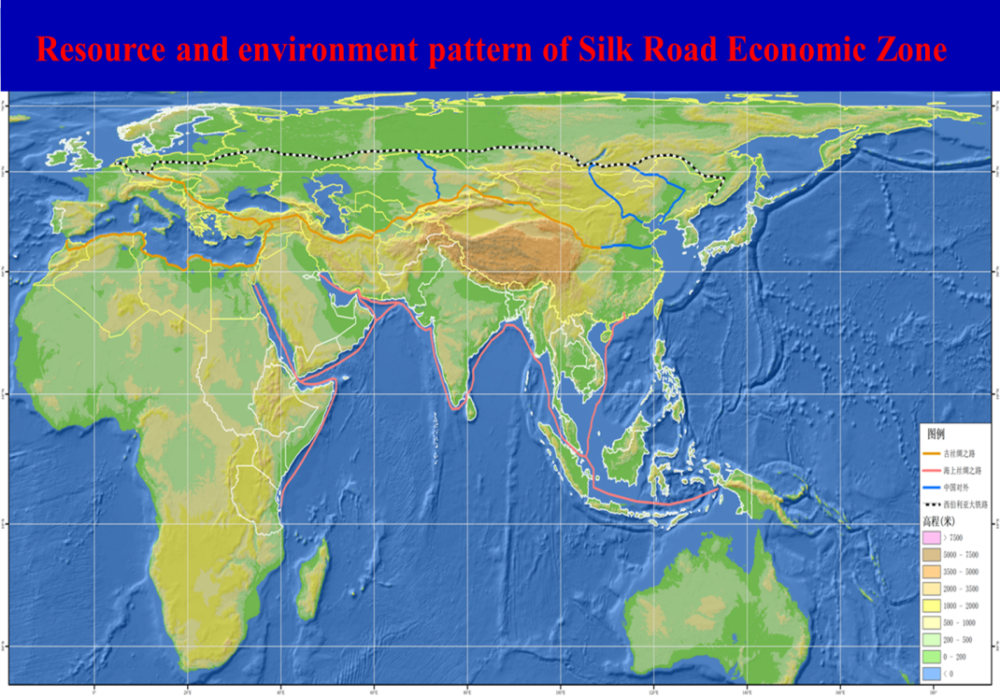 Resource and environment pattern of Silk Road Economic Zone
图例
古丝绸之路
海上丝绸之路
中国对外
西伯利亚大铁路
高程(米)
> 7500
5000 - 7500
3500 - 5000
2000 - 3500
1000 - 2000
500 - 1000
200 - 500
0 - 200
< 0